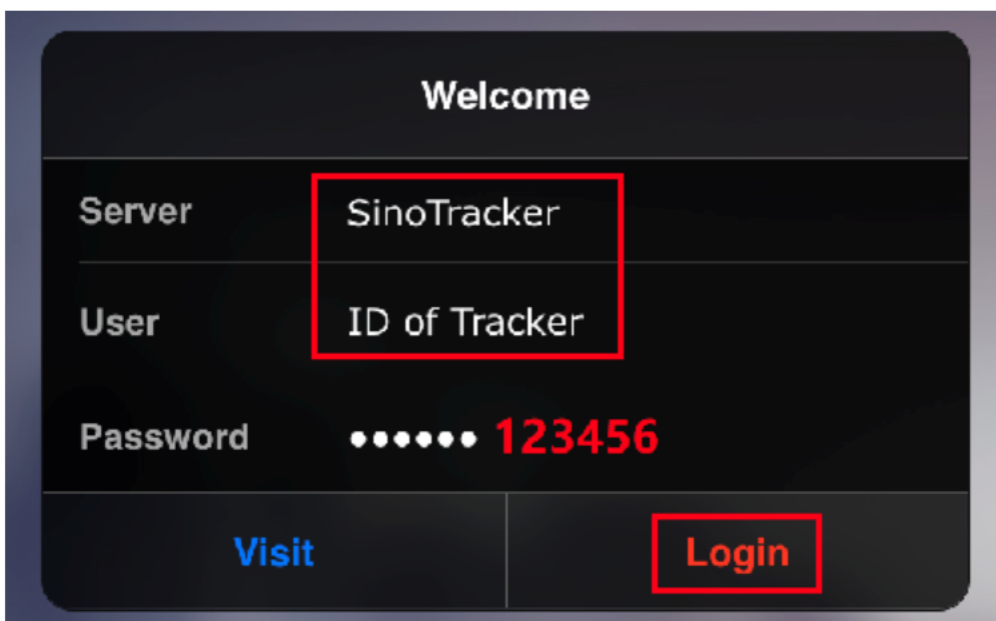 Welcome
Server SinoTracker
User ID of Tracker
Password •••••• 123456
Visit Login